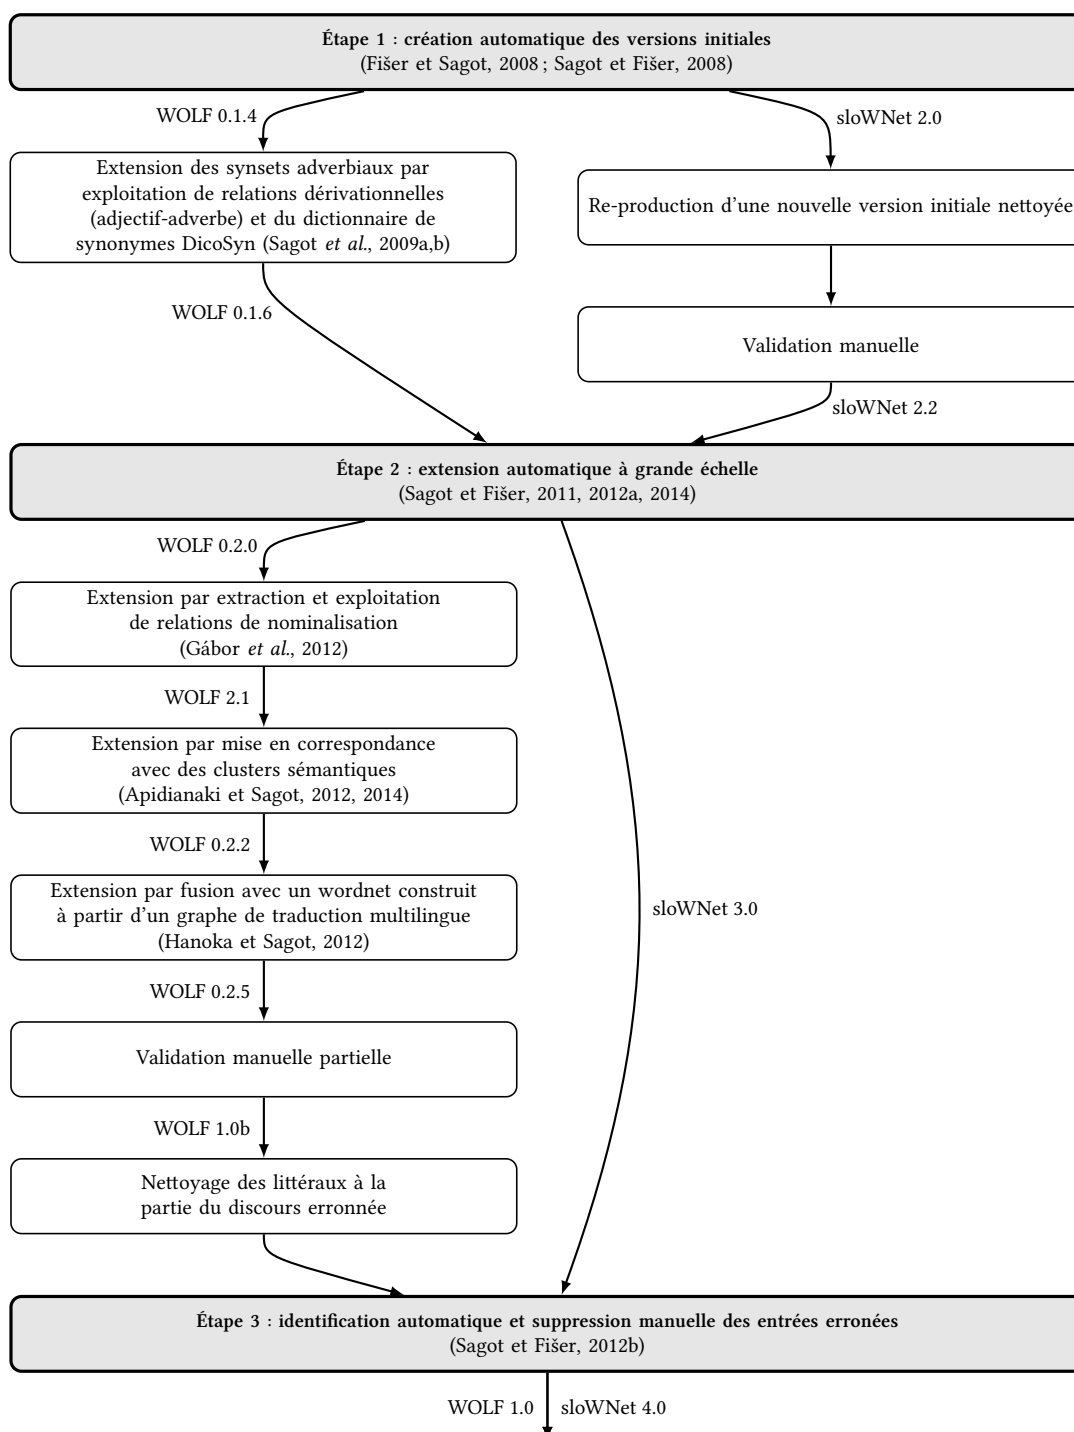 Étape 1 : création automatique des versions initiales
(Fišer et Sagot, 2008 ; Sagot et Fišer, 2008)
WOLF 0.1.4
sloWNet 2.0
Extension des synsets adverbiaux par
exploitation de relations dérivationnelles
(adjectif-adverbe) et du dictionnaire de
synonymes DicoSyn (Sagot et al., 2009a,b)
Re-production d'une nouvelle version initiale nettoyée
WOLF 0.1.6
Validation manuelle
sloWNet 2.2
Étape 2 : extension automatique à grande échelle
(Sagot et Fišer, 2011, 2012a, 2014)
WOLF 0.2.0
Extension par extraction et exploitation
de relations de nominalisation
(Gábor et al., 2012)
WOLF 2.1
Extension par mise en correspondance
avec des clusters sémantiques
(Apidianaki et Sagot, 2012, 2014)
WOLF 0.2.2
Extension par fusion avec un wordnet construit
à partir d'un graphe de traduction multilingue
(Hanoka et Sagot, 2012)
sloWNet 3.0
WOLF 0.2.5
Validation manuelle partielle
WOLF 1.0b
Nettoyage des littéraux à la
partie du discours erronnée
Étape 3 : identification automatique et suppression manuelle des entrées erronées
(Sagot et Fišer, 2012b)
WOLF 1.0
sloWNet 4.0